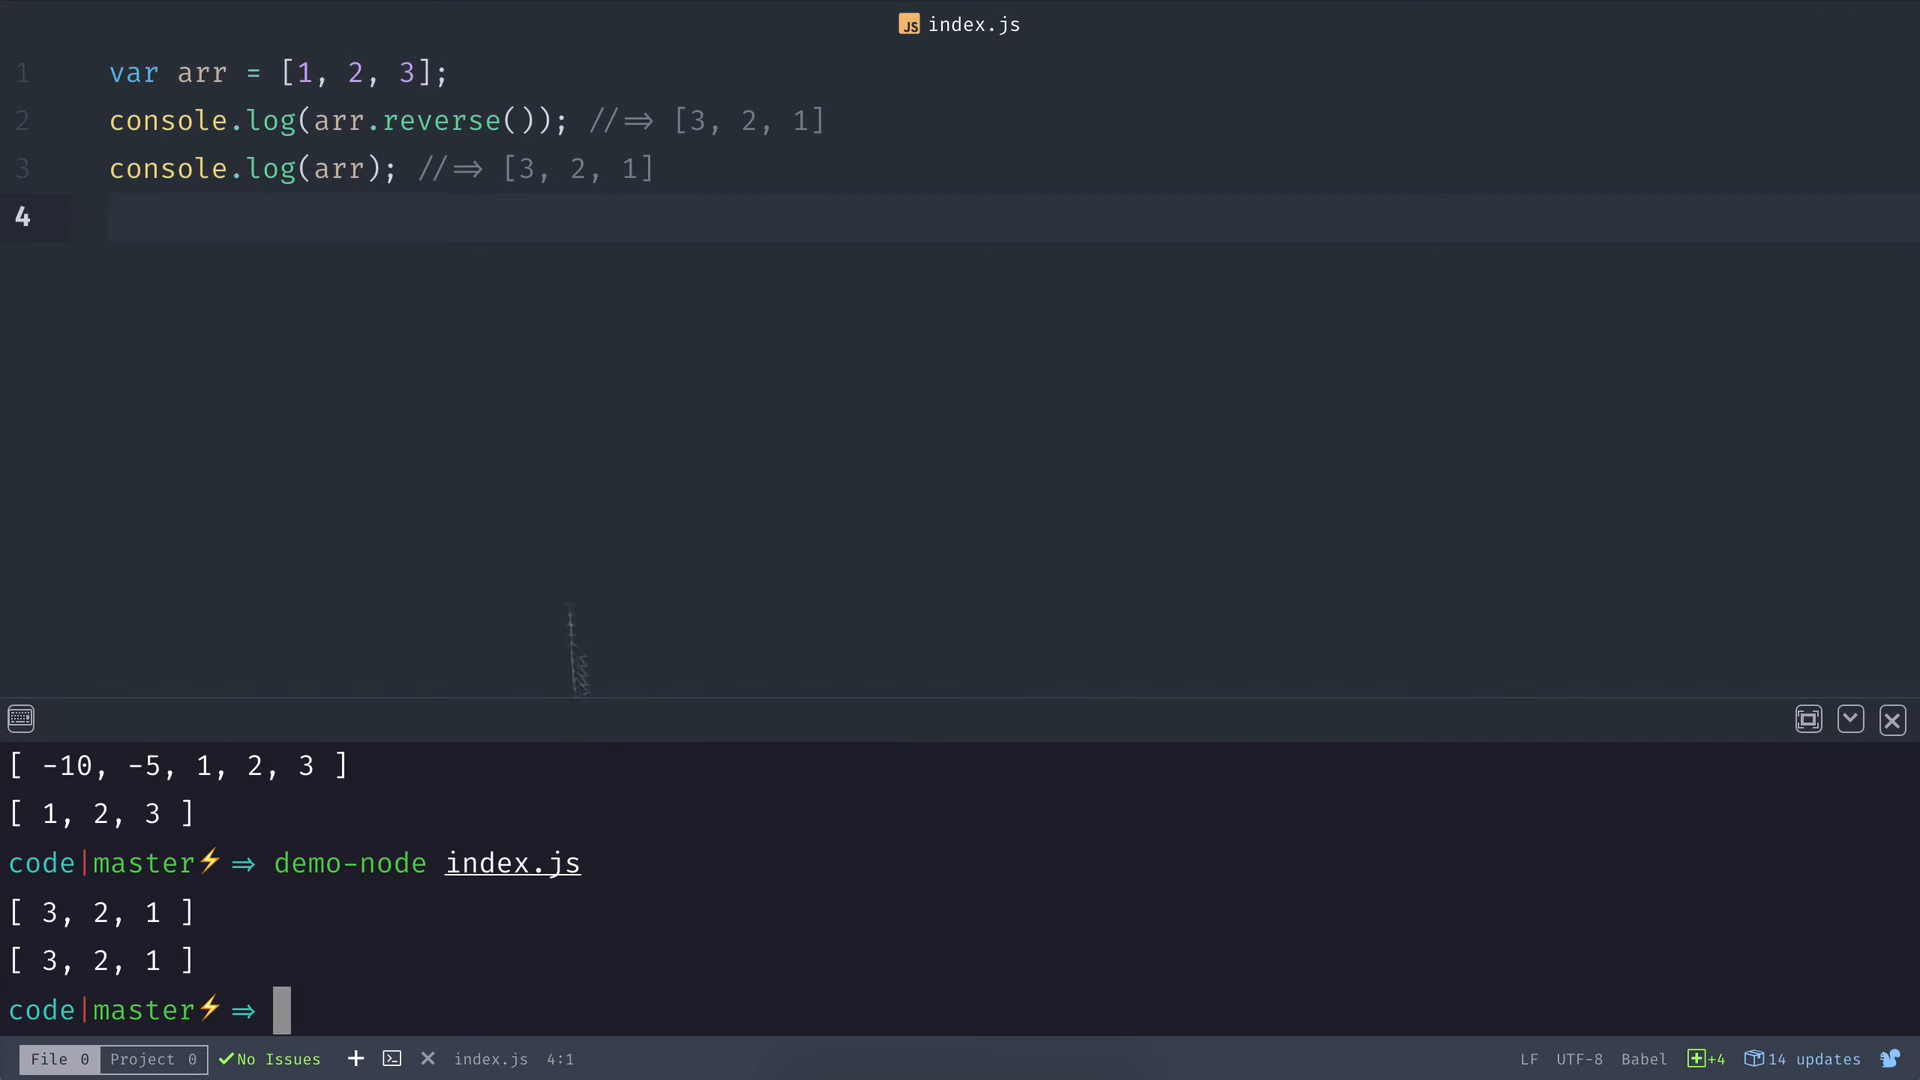 JS index.js
1 var arr = [1, 2, 3];
2 console.log(arr.reverse()); //=> [3, 2, 1]
3 console.log(arr); //=> [3, 2, 1]
4
[ -10, -5, 1, 2, 3 ]
[ 1, 2, 3 ]
code|master⚡ => demo-node index.js
[ 3, 2, 1 ]
[ 3, 2, 1 ]
code|master⚡ =>
File 0 Project 0 ✓No Issues + index.js 4:1 LF UTF-8 Babel +4 14 updates